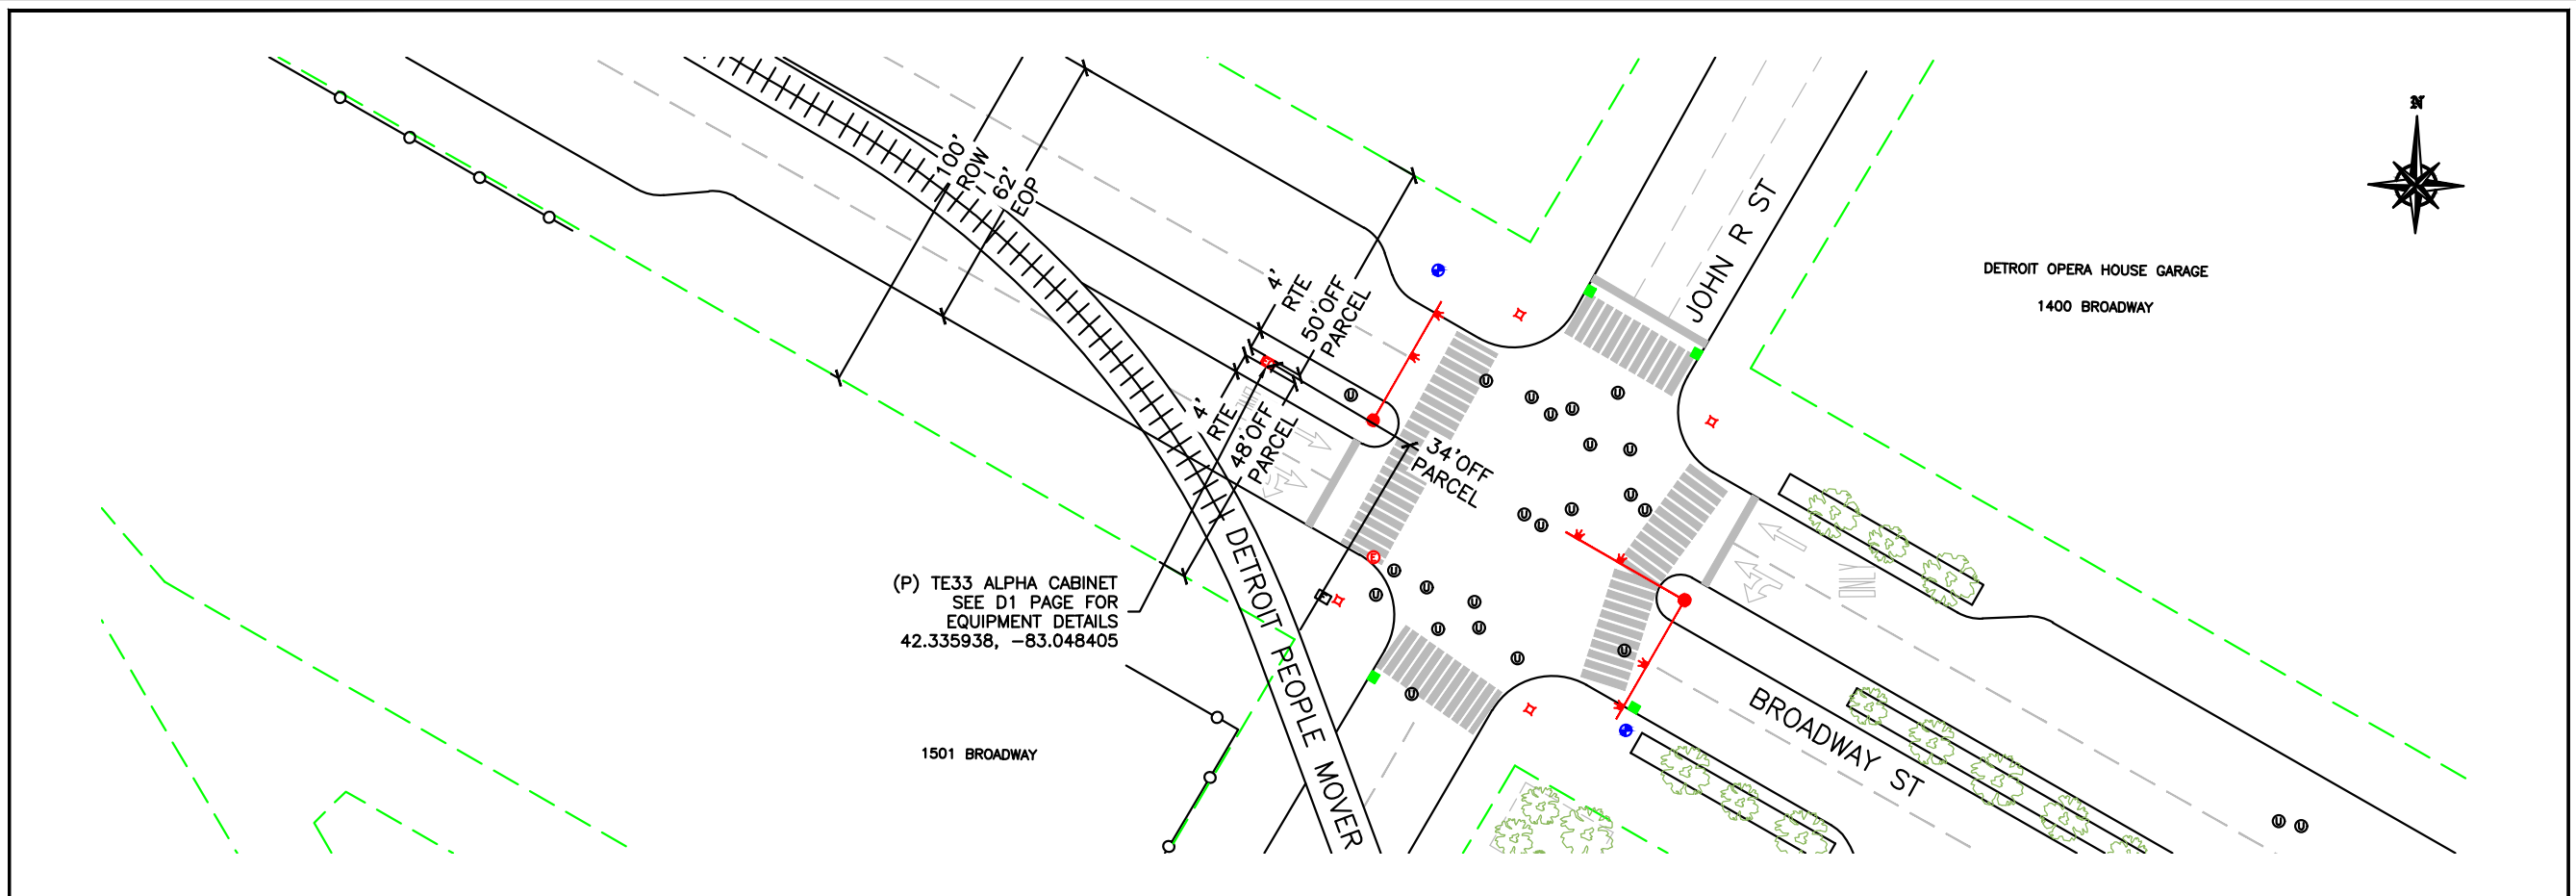 N
100'
ROW
62'
EOP
JOHN R ST
DETROIT OPERA HOUSE GARAGE
1400 BROADWAY
4'
RTE
50'OFF
PARCEL
4'
RTE
48'OFF
PARCEL
34'OFF
PARCEL
(P) TE33 ALPHA CABINET
SEE D1 PAGE FOR
EQUIPMENT DETAILS
42.335938, -83.048405
DETROIT PEOPLE MOVER
1501 BROADWAY
BROADWAY ST